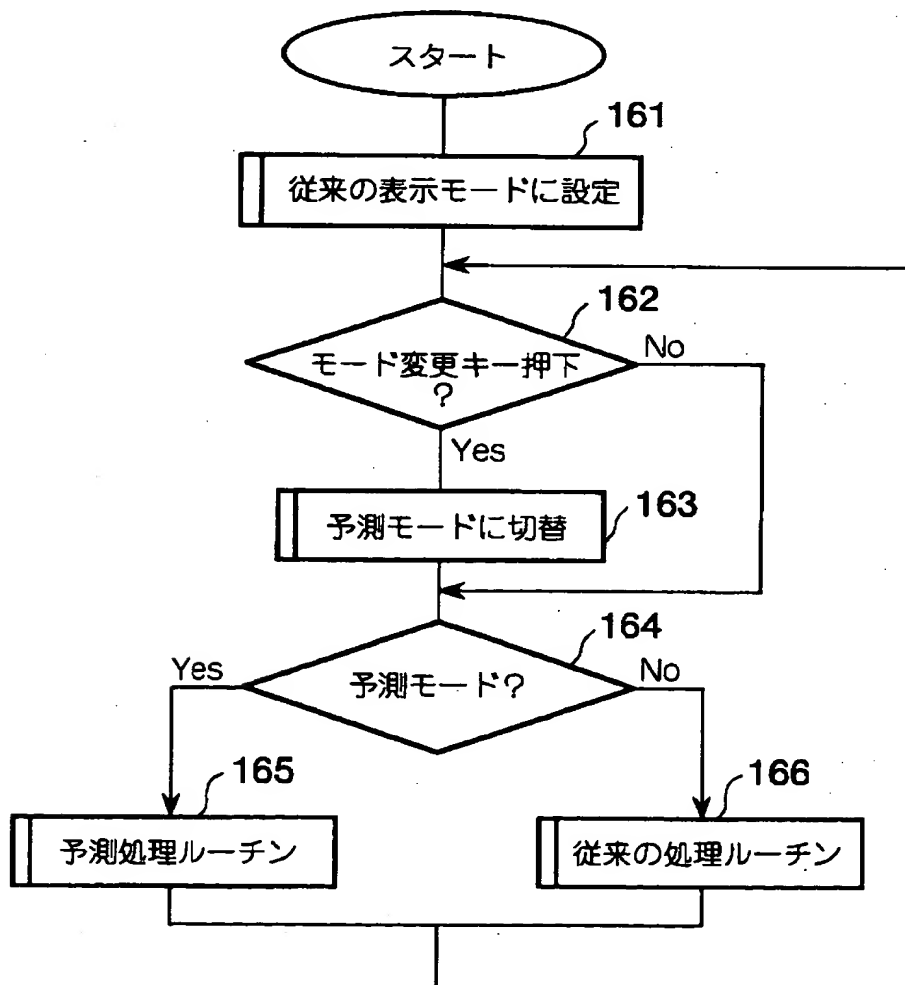 スタート
161
従来の表示モードに設定
162
モード変更キー押下
?
No
Yes
予測モードに切替
163
164
Yes
予測モード?
No
165
166
予測処理ルーチン
従来の処理ルーチン